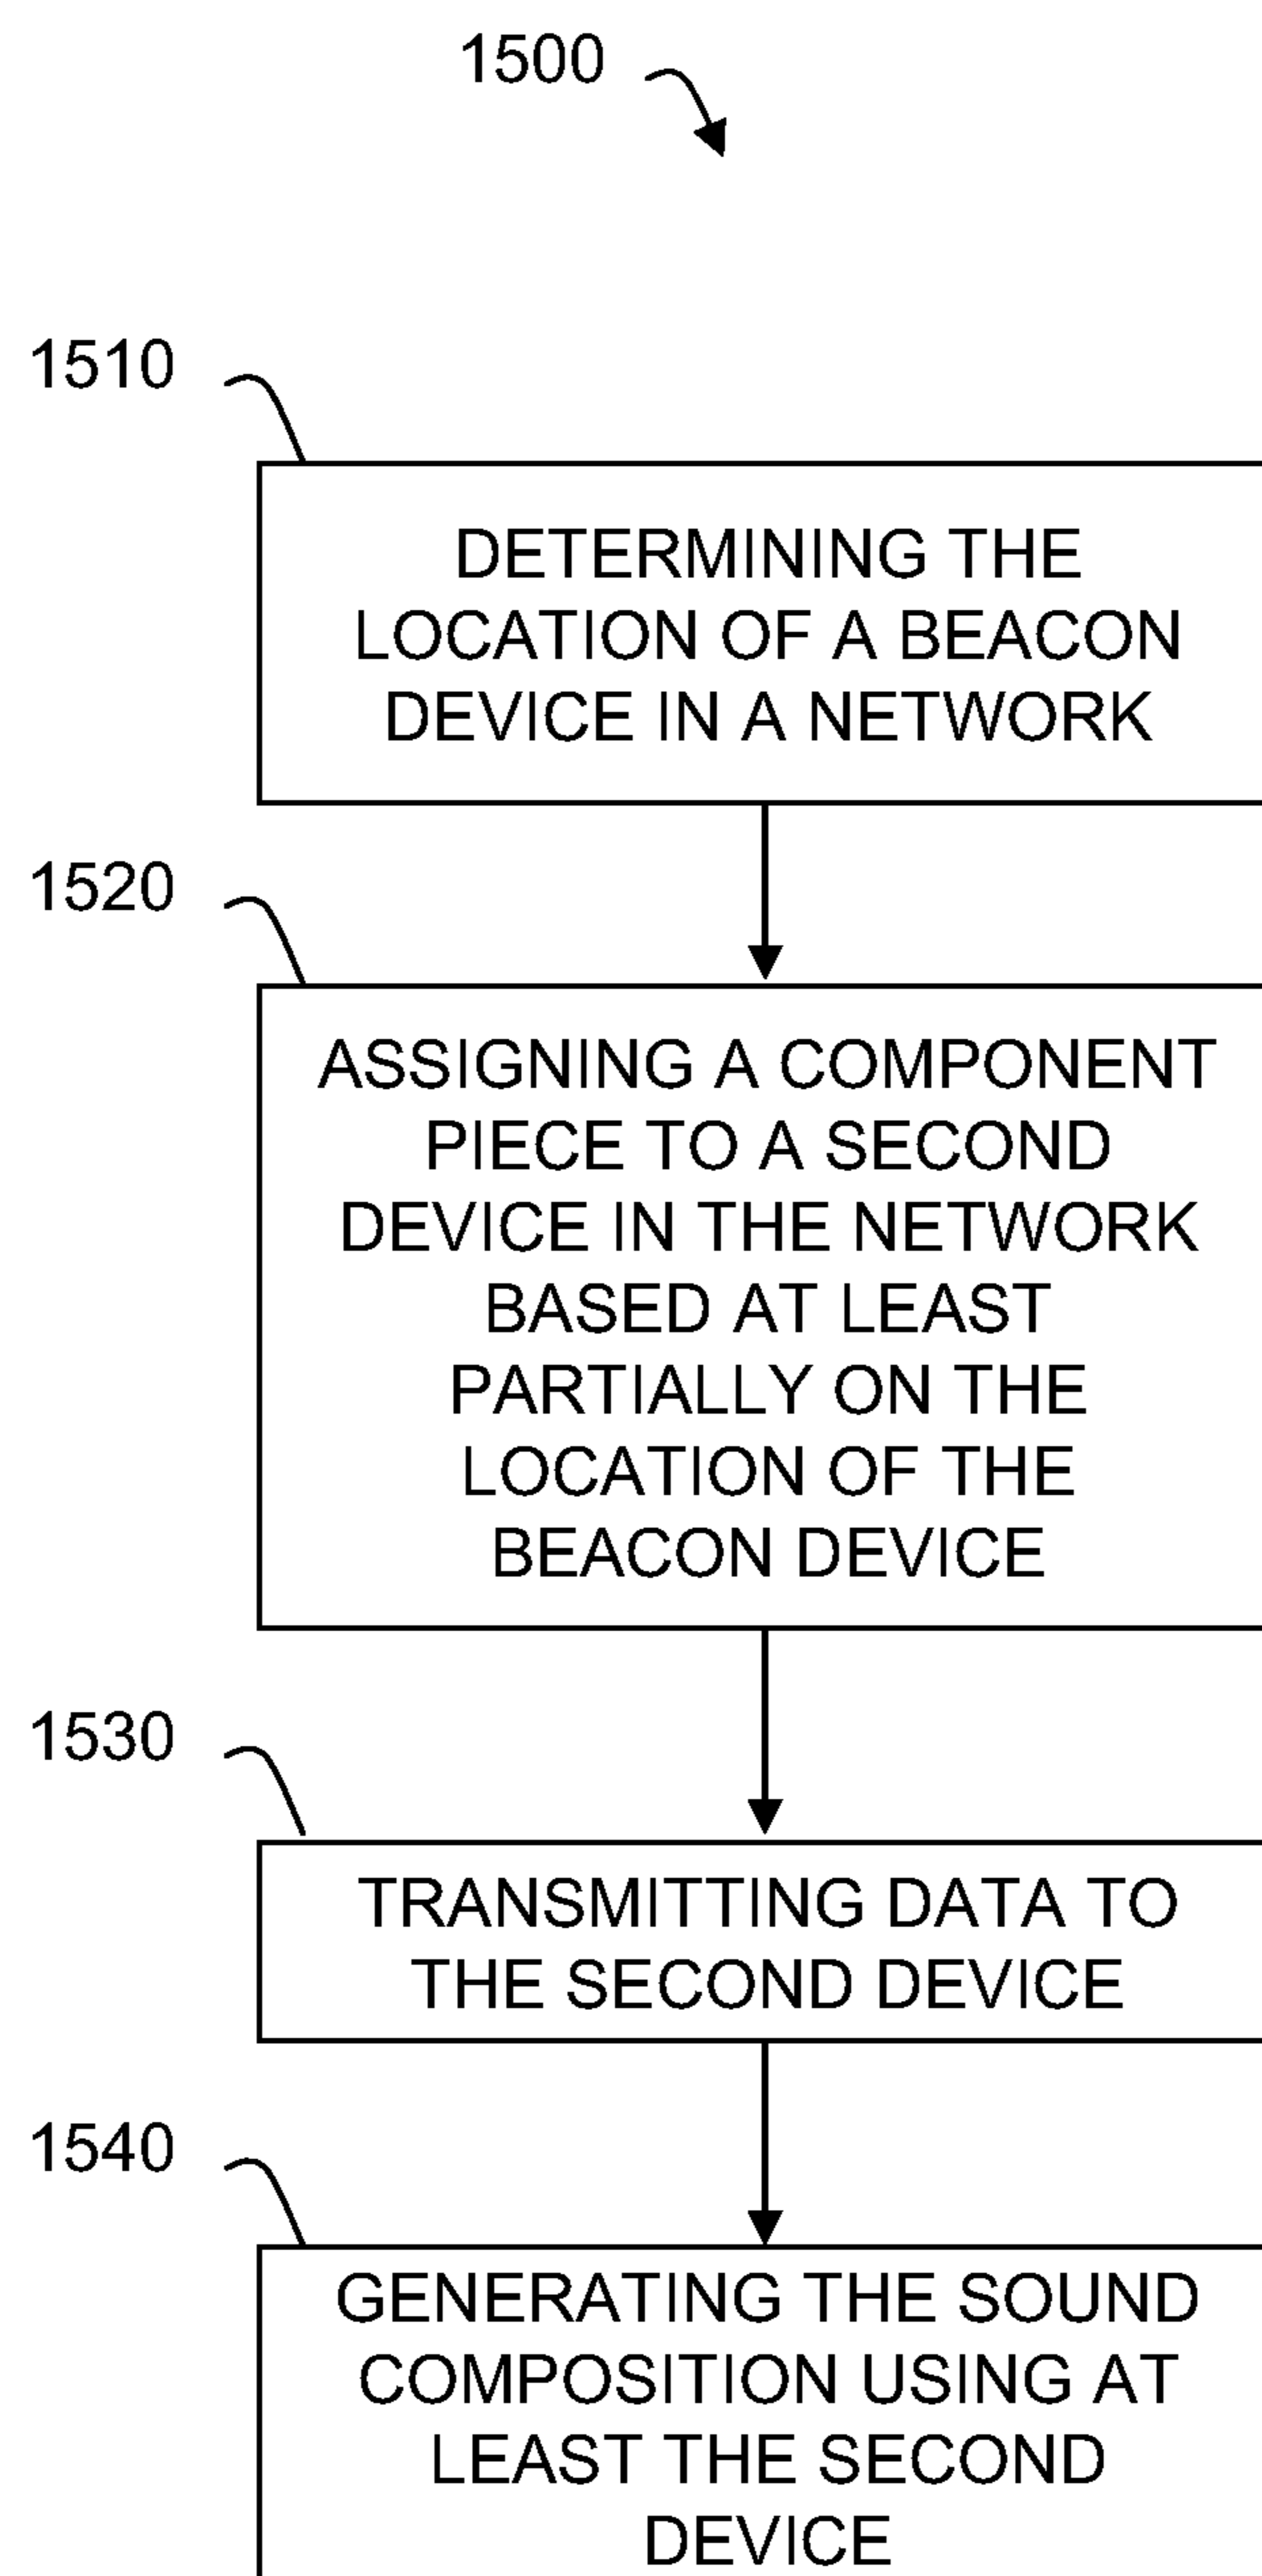 1500
1510
DETERMINING THE
LOCATION OF A BEACON
DEVICE IN A NETWORK
1520
ASSIGNING A COMPONENT
PIECE TO A SECOND
DEVICE IN THE NETWORK
BASED AT LEAST
PARTIALLY ON THE
LOCATION OF THE
BEACON DEVICE
1530
TRANSMITTING DATA TO
THE SECOND DEVICE
1540
GENERATING THE SOUND
COMPOSITION USING AT
LEAST THE SECOND
DEVICE